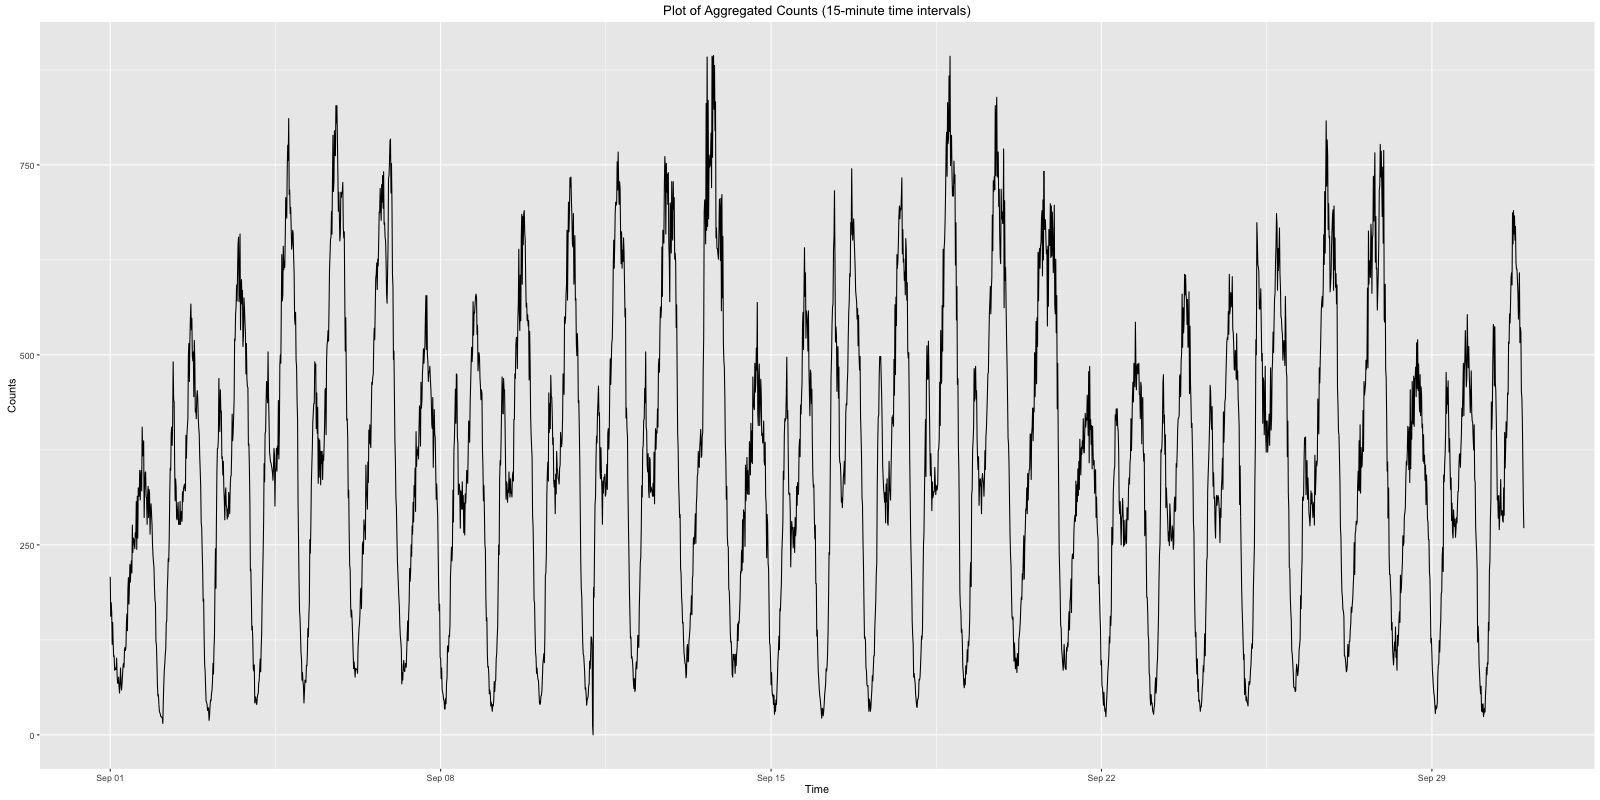 Plot of Aggregated Counts (15-minute time intervals)
750
500
250
0
Counts
Sep 01 Sep 08 Sep 15 Sep 22 Sep 29
Time